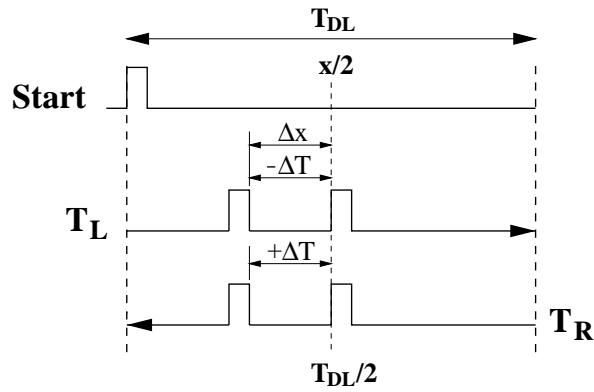 T_DL
x/2
Start
Δx
-ΔT
T_L
+ΔT
T_R
T_DL/2